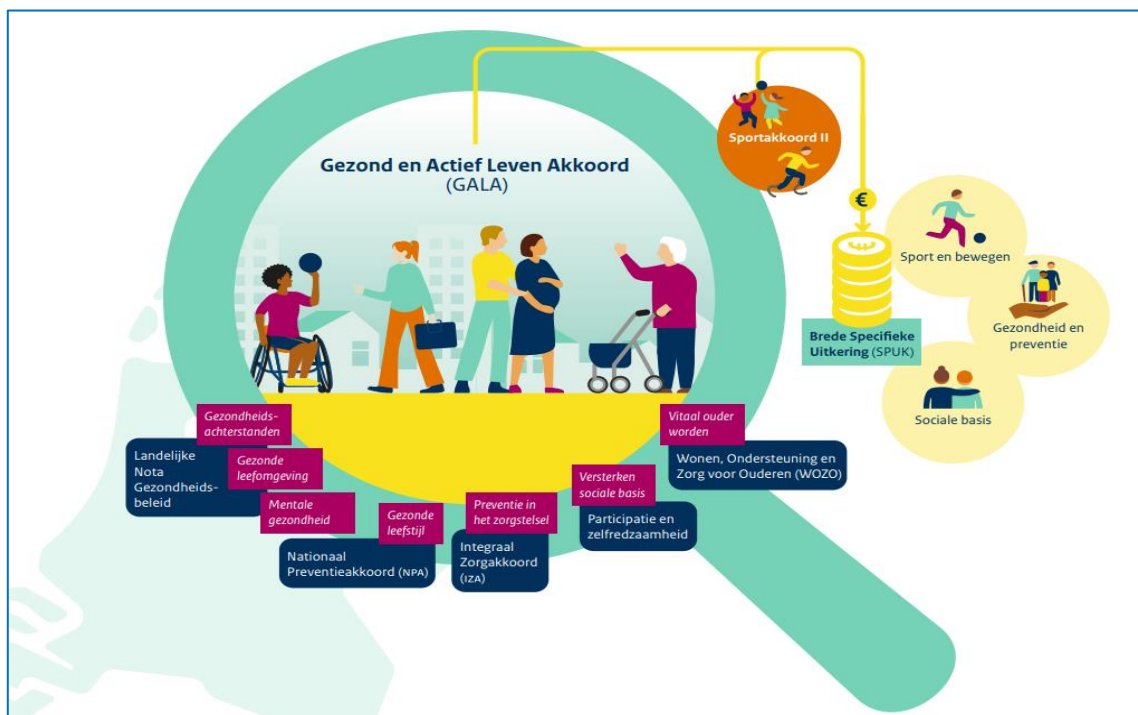 Gezond en Actief Leven Akkoord
(GALA)
Sportakkoord II
€
Sport en bewegen
Brede Specifieke
Uitkering (SPUK)
Gezondheid en
preventie
Sociale basis
Gezondheids-
achterstanden
Landelijke
Nota
Gezondheids-
beleid
Gezonde
leefomgeving
Mentale
gezondheid
Gezonde
leefstijl
Nationaal
Preventieakkoord (NPA)
Preventie in
het zorgstelsel
Integraal
Zorgakkoord
(IZA)
Versterken
sociale basis
Participatie en
zelfredzaamheid
Vitaal ouder
worden
Wonen, Ondersteuning en
Zorg voor Ouderen (WOZO)